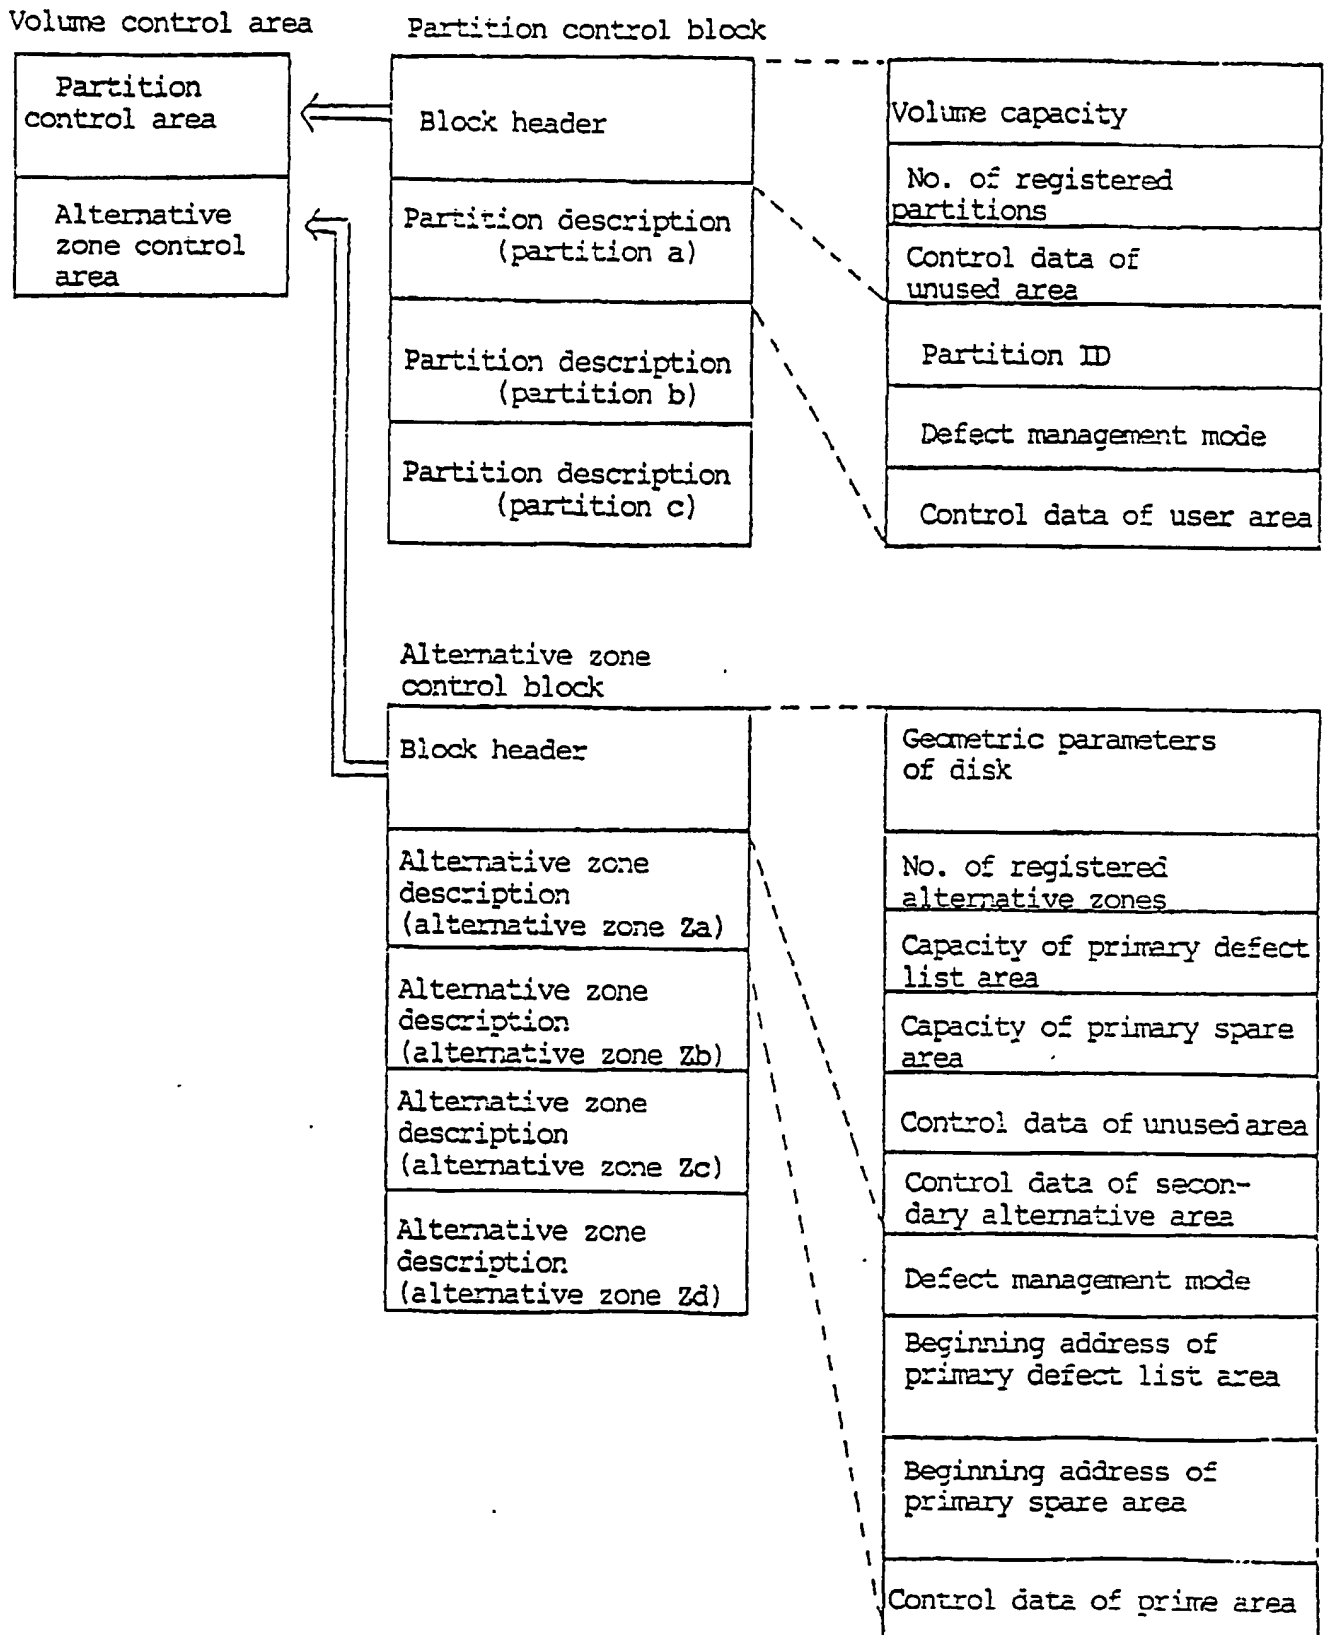 Volume control area
Partition
control area
Alternative
zone control
area
Partition control block
Block header
Partition description
(partition a)
Partition description
(partition b)
Partition description
(partition c)
Volume capacity
No. of registered
partitions
Control data of
unused area
Partition ID
Defect management mode
Control data of user area
Alternative zone
control block
Block header
Alternative zone
description
(alternative zone Za)
Alternative zone
description
(alternative zone Zb)
Alternative zone
description
(alternative zone Zc)
Alternative zone
description
(alternative zone Zd)
Geometric parameters
of disk
No. of registered
alternative zones
Capacity of primary defect
list area
Capacity of primary spare
area
Control data of unused area
Control data of secon-
dary alternative area
Defect management mode
Beginning address of
primary defect list area
Beginning address of
primary spare area
Control data of prime area